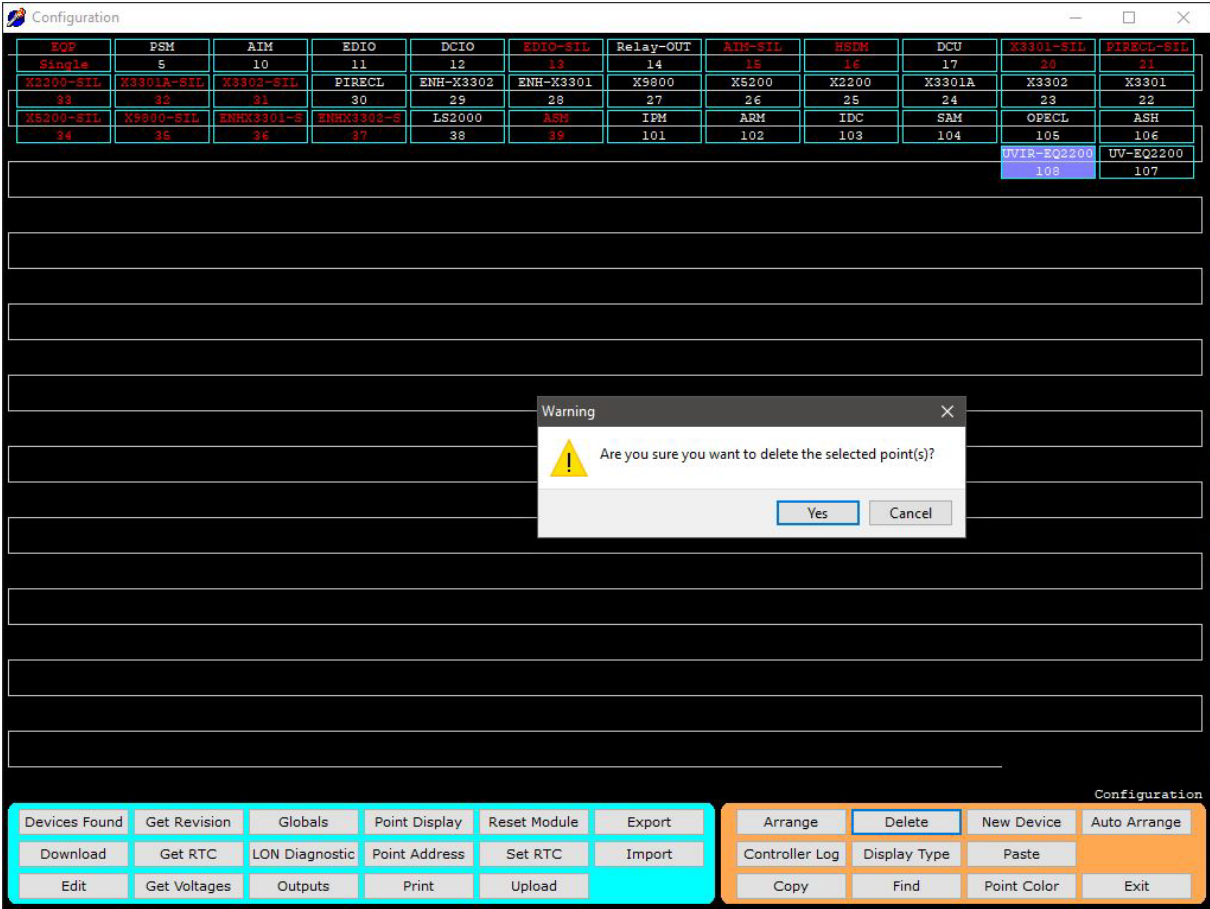 Configuration
EQP PSM AIM EDIO DCIO EDIO-SIL Relay-OUT AIM-SIL HSDM DCU X3301-SIL PIRECL-SIL
Single 5 10 11 12 13 14 15 16 17 20 21
X2200-SIL X3301A-SIL X3302-SIL PIRECL ENH-X3302 ENH-X3301 X9800 X5200 X2200 X3301A X3302 X3301
33 32 31 30 29 28 27 26 25 24 23 22
X5200-SIL X9800-SIL ENHX3301-S ENHX3302-S LS2000 ASM IPM ARM IDC SAM OPECL ASH
34 35 36 37 38 39 101 102 103 104 105 106
UVIR-EQ2200 UV-EQ2200
108 107
Warning
Are you sure you want to delete the selected point(s)?
Yes Cancel
Configuration
Devices Found Get Revision Globals Point Display Reset Module Export Arrange Delete New Device Auto Arrange
Download Get RTC LON Diagnostic Point Address Set RTC Import Controller Log Display Type Paste
Edit Get Voltages Outputs Print Upload Copy Find Point Color Exit